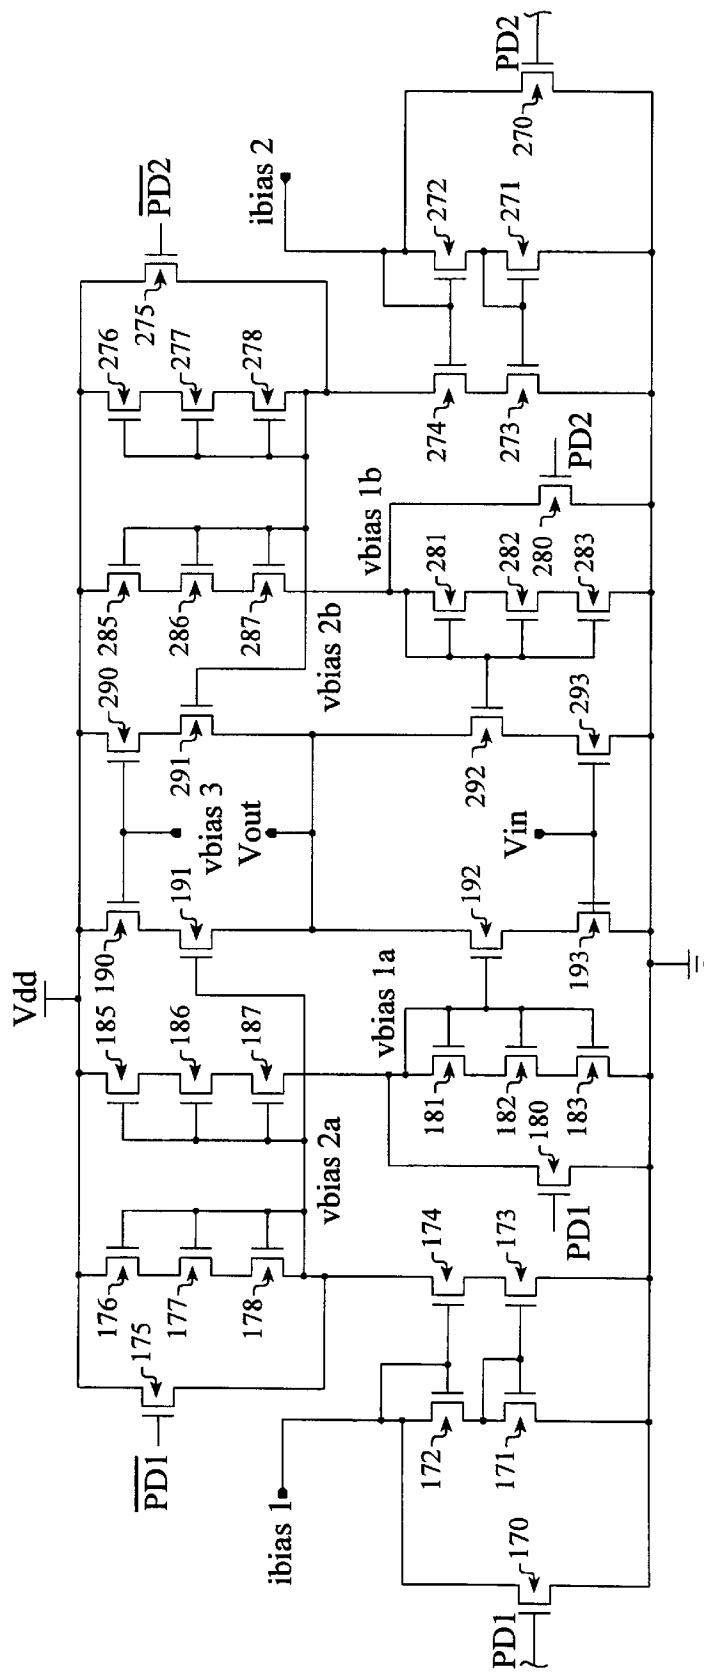 Vdd
PD1
175
176
177
178
vbias 2a
185
186
187
190
191
vbias 3
Vout
290
291
vbias 2b
285
286
287
276
277
278
275
PD2
ibias 1
PD1
170
172
171
174
173
PD1
180
vbias 1a
181
182
183
192
193
Vin
292
293
vbias 1b
281
282
283
280
PD2
274
273
272
271
ibias 2
270
PD2